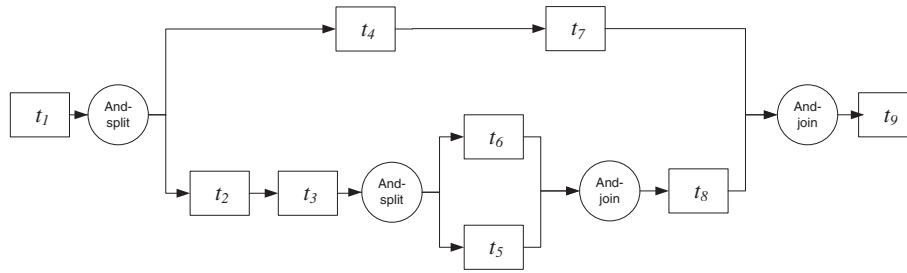 t4
t7
t1
And-
split
And-
join
t9
t6
t2
t3
And-
split
And-
join
t8
t5